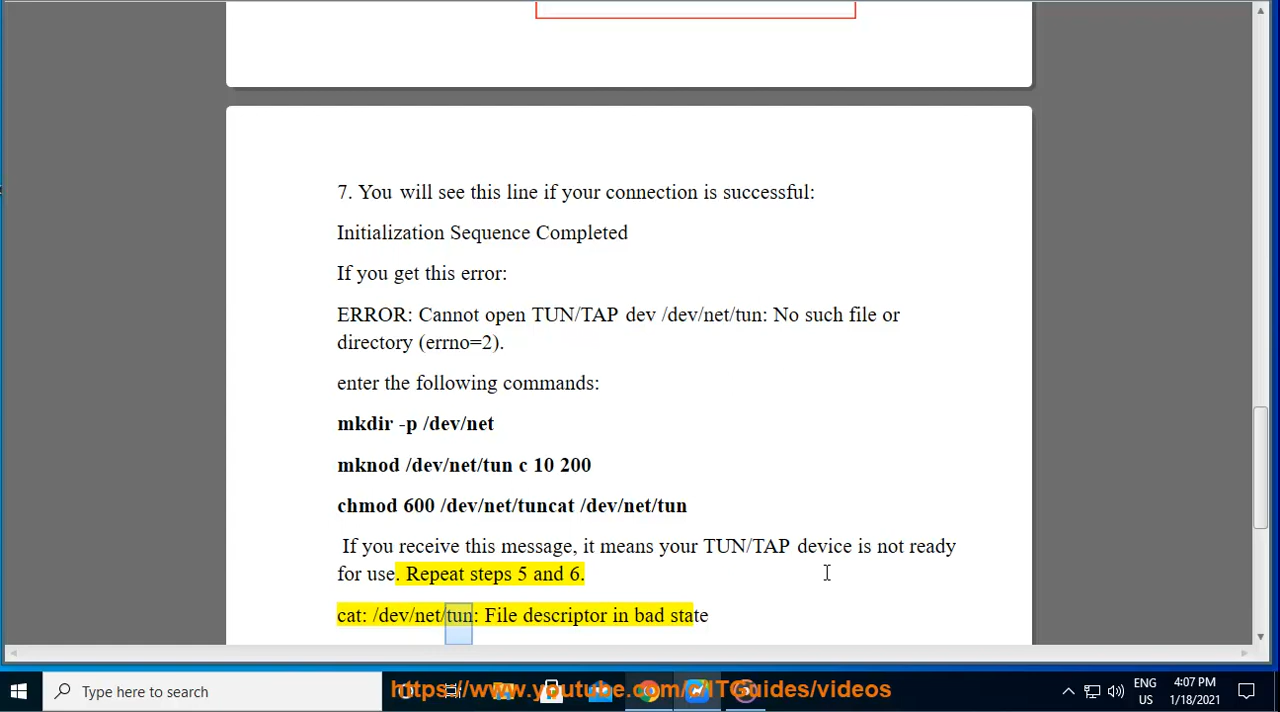 7. You will see this line if your connection is successful:
Initialization Sequence Completed
If you get this error:
ERROR: Cannot open TUN/TAP dev /dev/net/tun: No such file or
directory (errno=2).
enter the following commands:
mkdir -p /dev/net
mknod /dev/net/tun c 10 200
chmod 600 /dev/net/tuncat /dev/net/tun
If you receive this message, it means your TUN/TAP device is not ready
for use. Repeat steps 5 and 6.
cat: /dev/net/tun: File descriptor in bad state
Type here to search
https://www.youtube.com/c/ITGuides/videos
ENG
US
4:07 PM
1/18/2021